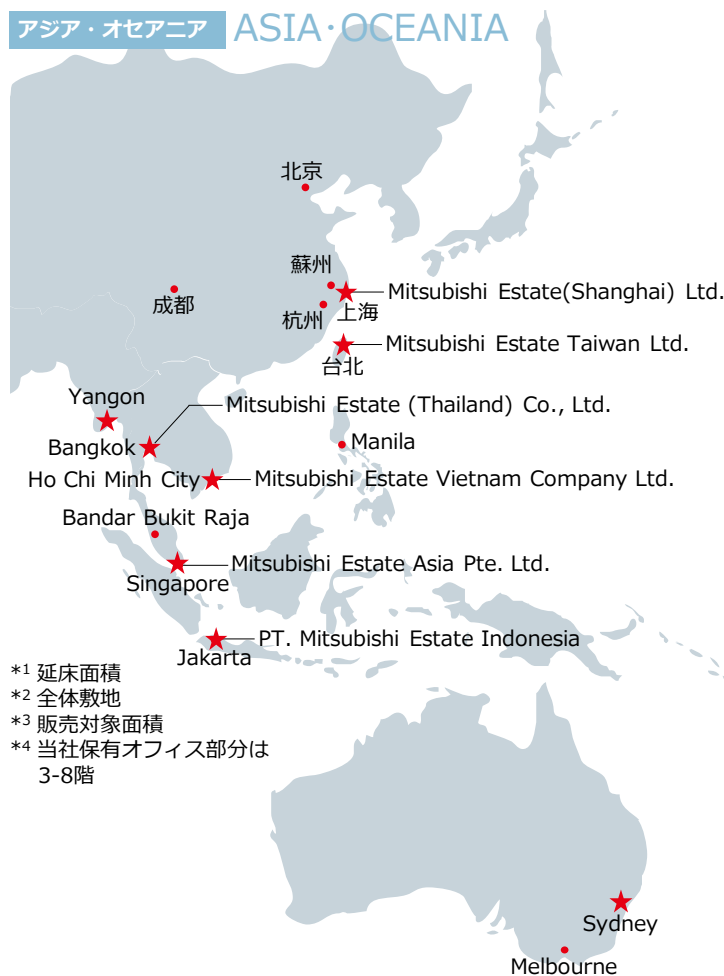 アジア・オセアニア ASIA・OCEANIA
北京
蘇州
成都
杭州
上海
Mitsubishi Estate(Shanghai) Ltd.
台北
Mitsubishi Estate Taiwan Ltd.
Yangon
Mitsubishi Estate (Thailand) Co., Ltd.
Bangkok
Manila
Ho Chi Minh City
Mitsubishi Estate Vietnam Company Ltd.
Bandar Bukit Raja
Mitsubishi Estate Asia Pte. Ltd.
Singapore
PT. Mitsubishi Estate Indonesia
Jakarta
*1 延床面積
*2 全体敷地
*3 販売対象面積
*4 当社保有オフィス部分は
3-8階
Sydney
Melbourne